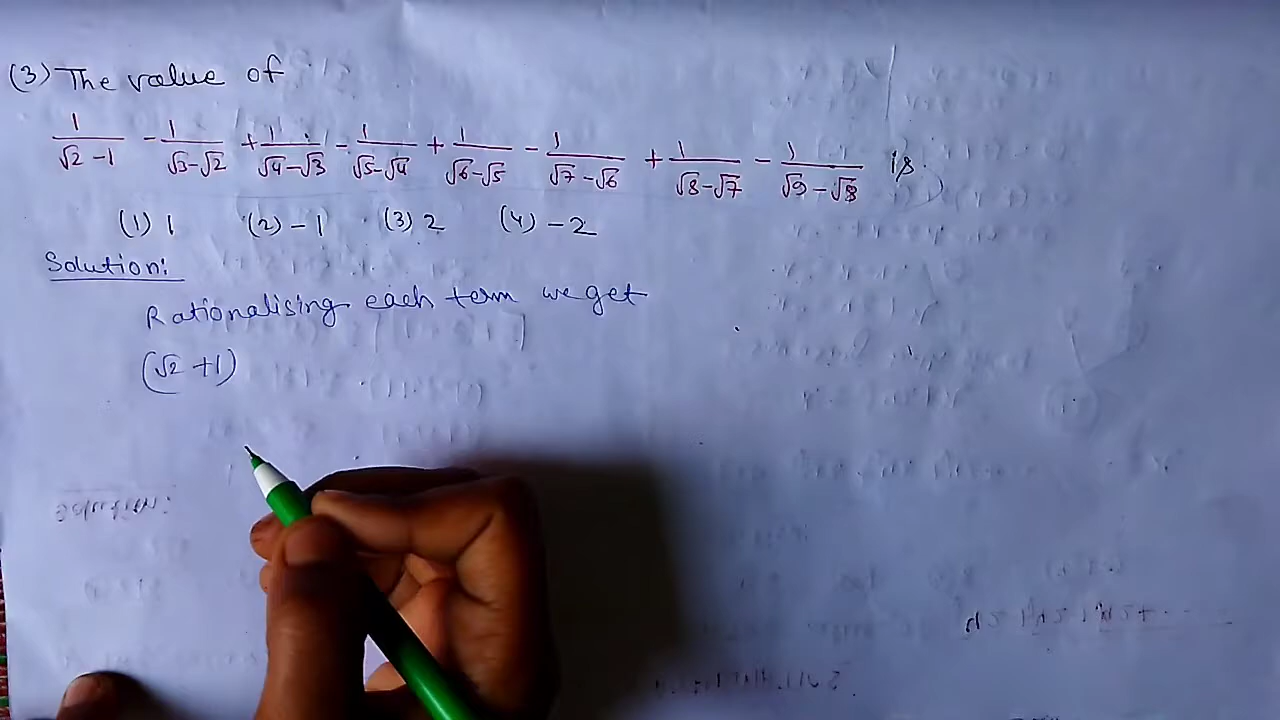 (3) The value of
1/(√2 -1) - 1/(√3-√2) + 1/(√4-√3) - 1/(√5-√4) + 1/(√6-√5) - 1/(√7-√6) + 1/(√8-√7) - 1/(√9-√8) is
(1) 1 (2) -1 (3) 2 (4) -2
Solution:
Rationalising each term we get
(√2 +1)